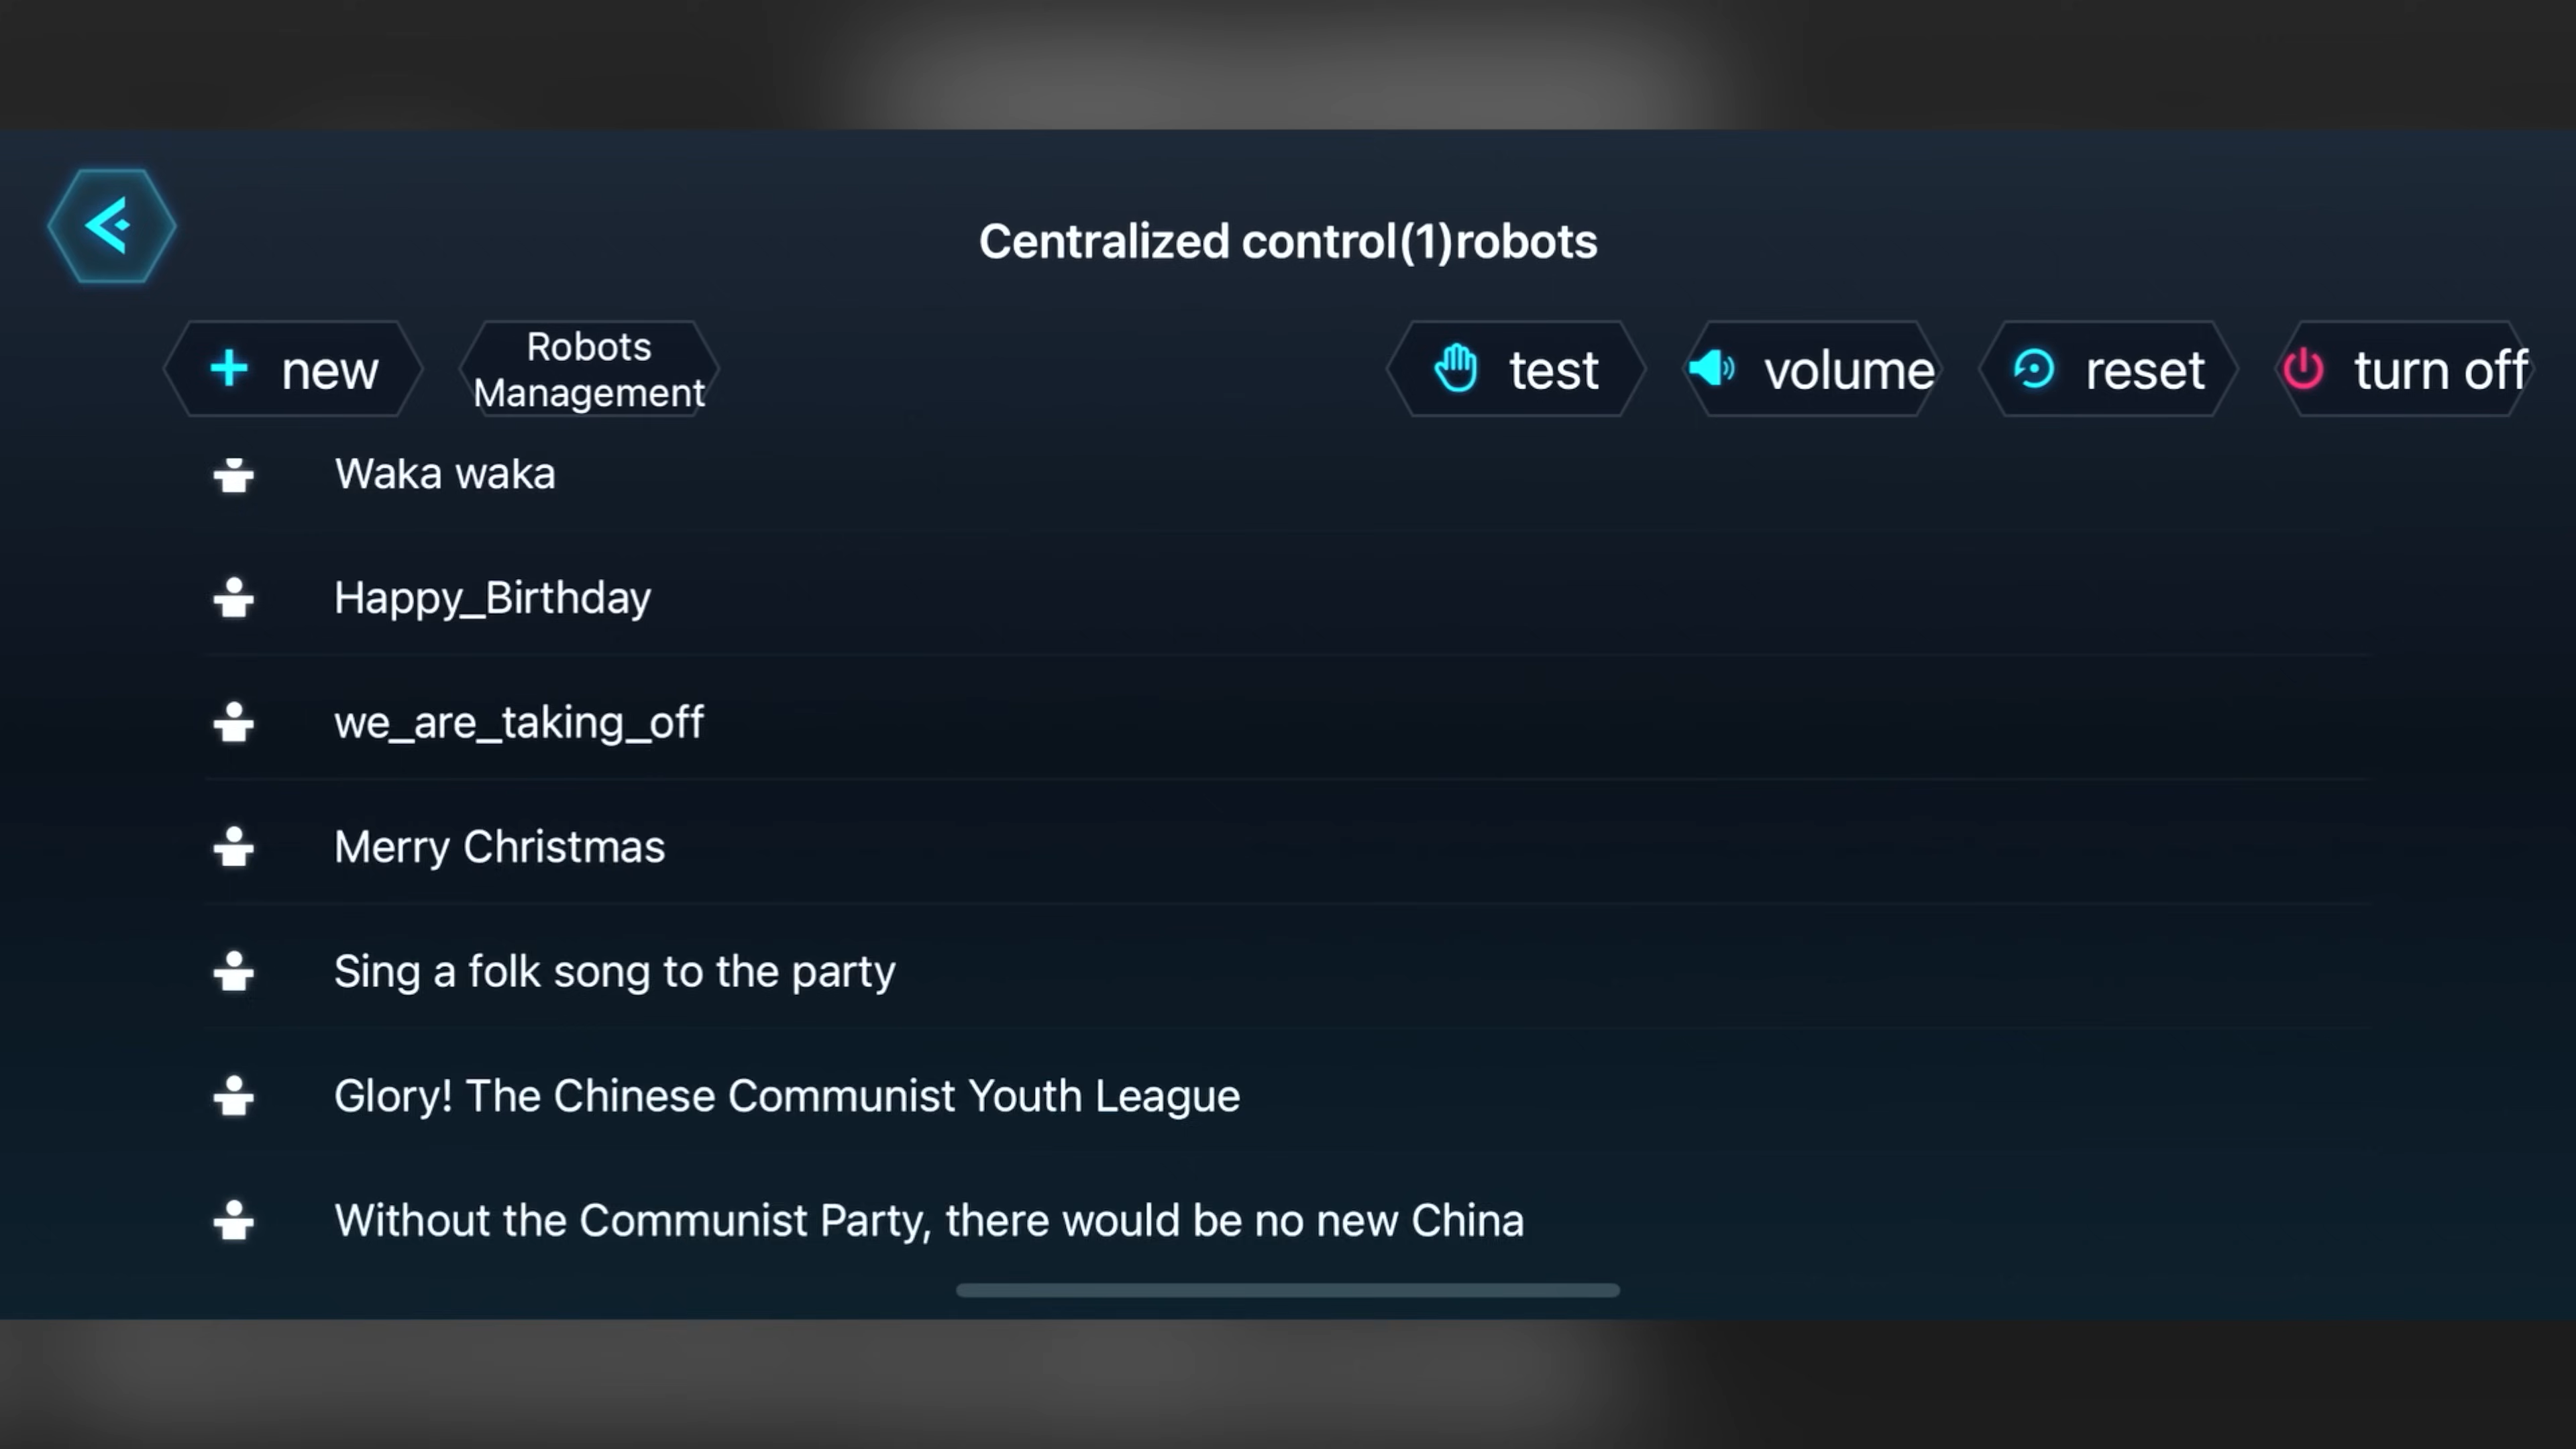 Centralized control(1)robots
new
Robots
Management
test
volume
reset
turn off
Waka waka
Happy_Birthday
we_are_taking_off
Merry Christmas
Sing a folk song to the party
Glory! The Chinese Communist Youth League
Without the Communist Party, there would be no new China